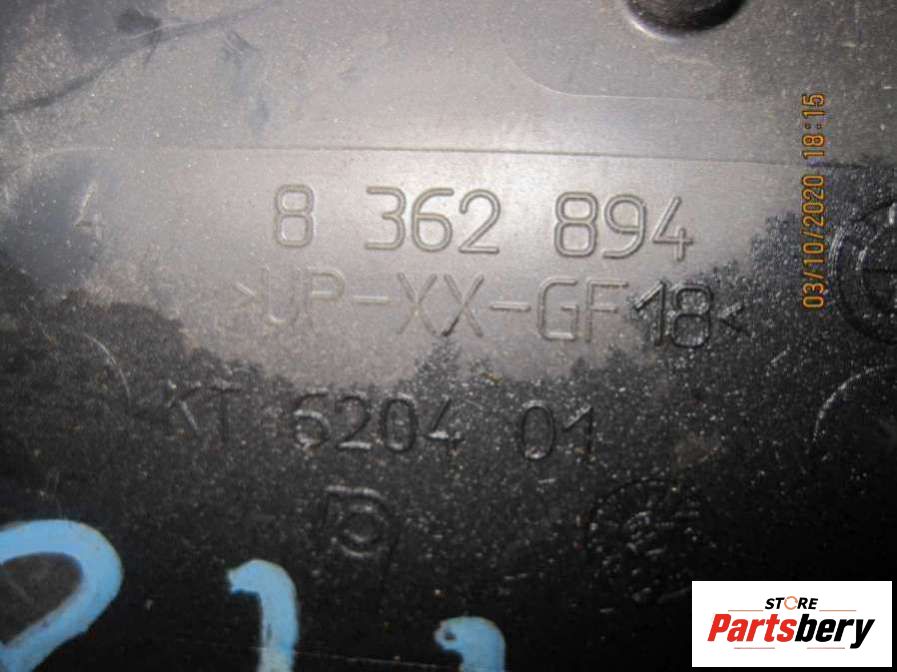 03/10/2020 18:15
8 362 894
>UP-XX-GF18<
KT 6204 01
STORE
Partsbery